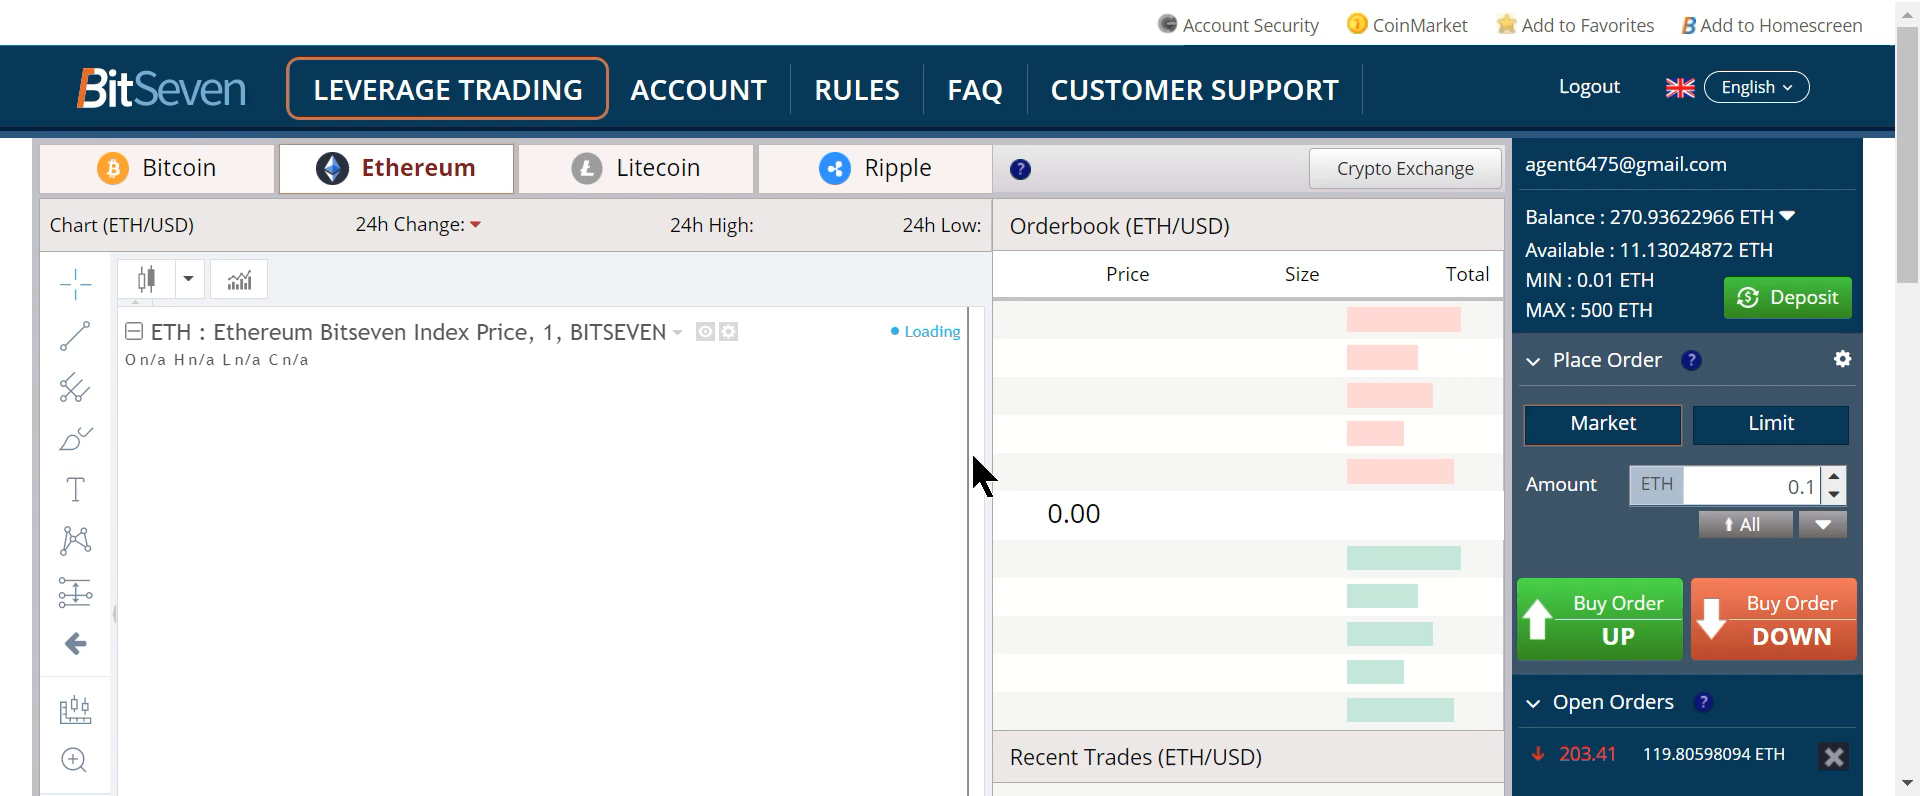 Account Security CoinMarket Add to Favorites Add to Homescreen
BitSeven LEVERAGE TRADING ACCOUNT RULES FAQ CUSTOMER SUPPORT Logout English
Bitcoin Ethereum Litecoin Ripple ? Crypto Exchange
agent6475@gmail.com
Chart (ETH/USD) 24h Change: 24h High: 24h Low:
Orderbook (ETH/USD)
Price Size Total
0.00
Recent Trades (ETH/USD)
ETH : Ethereum Bitseven Index Price, 1, BITSEVEN Loading
O n/a H n/a L n/a C n/a
T
Balance : 270.93622966 ETH
Available : 11.13024872 ETH
MIN : 0.01 ETH
MAX : 500 ETH
Deposit
Place Order ?
Market Limit
Amount ETH 0.1
All
Buy Order
UP
Buy Order
DOWN
Open Orders ?
203.41 119.80598094 ETH